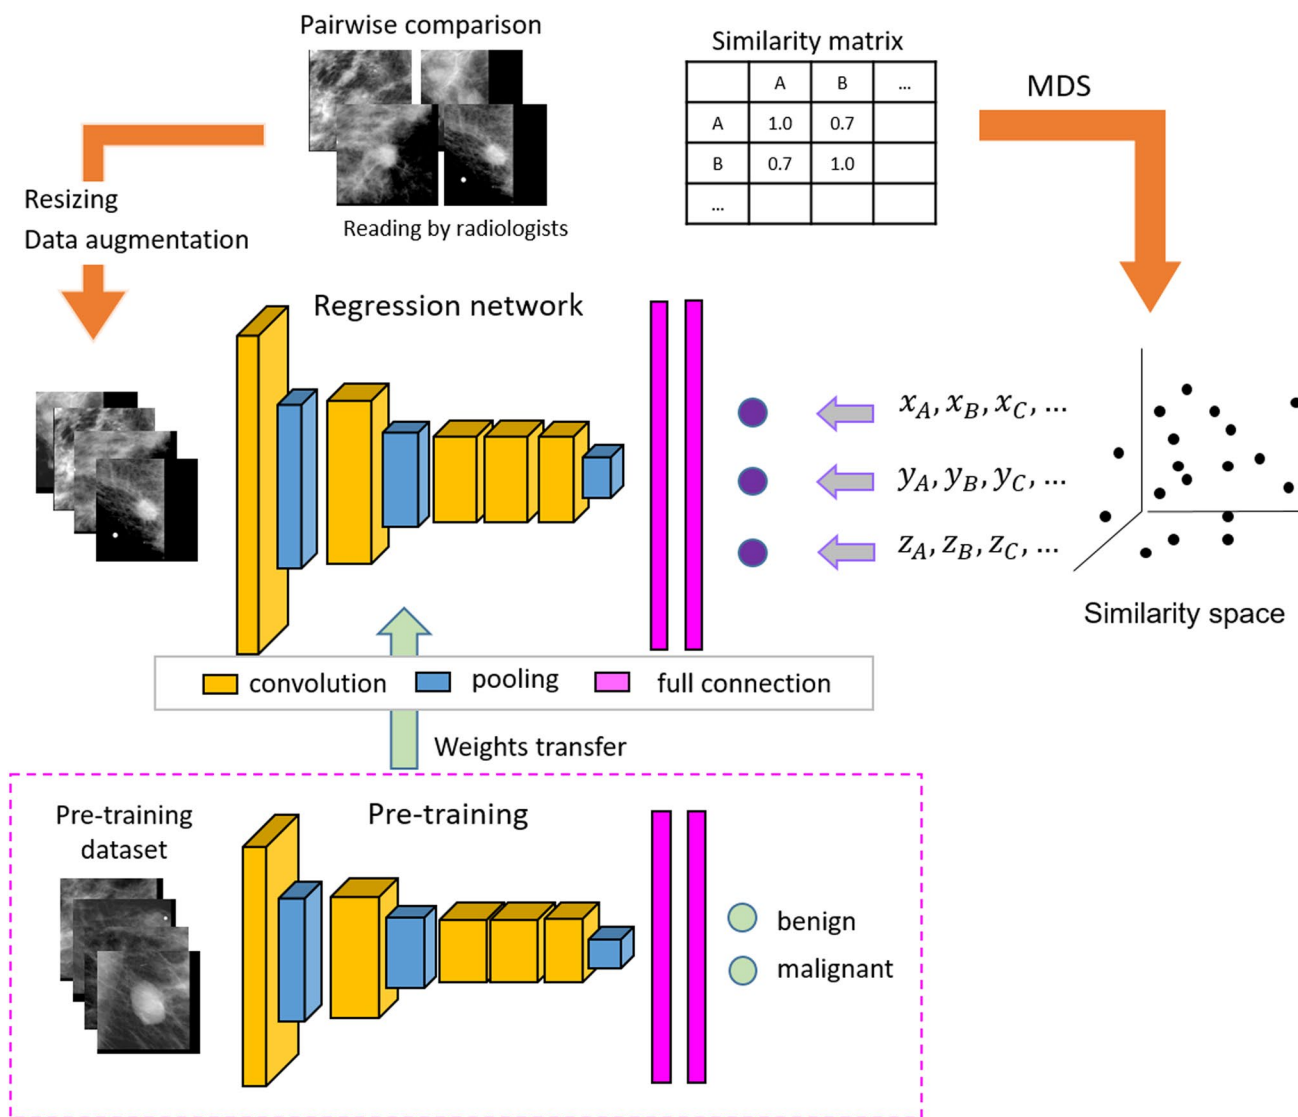 Pairwise comparison
Reading by radiologists
Similarity matrix
A B ...
A 1.0 0.7
B 0.7 1.0
...
MDS
Resizing
Data augmentation
Regression network
x_A, x_B, x_C, ...
y_A, y_B, y_C, ...
z_A, z_B, z_C, ...
Similarity space
convolution pooling full connection
Weights transfer
Pre-training
dataset
Pre-training
benign
malignant